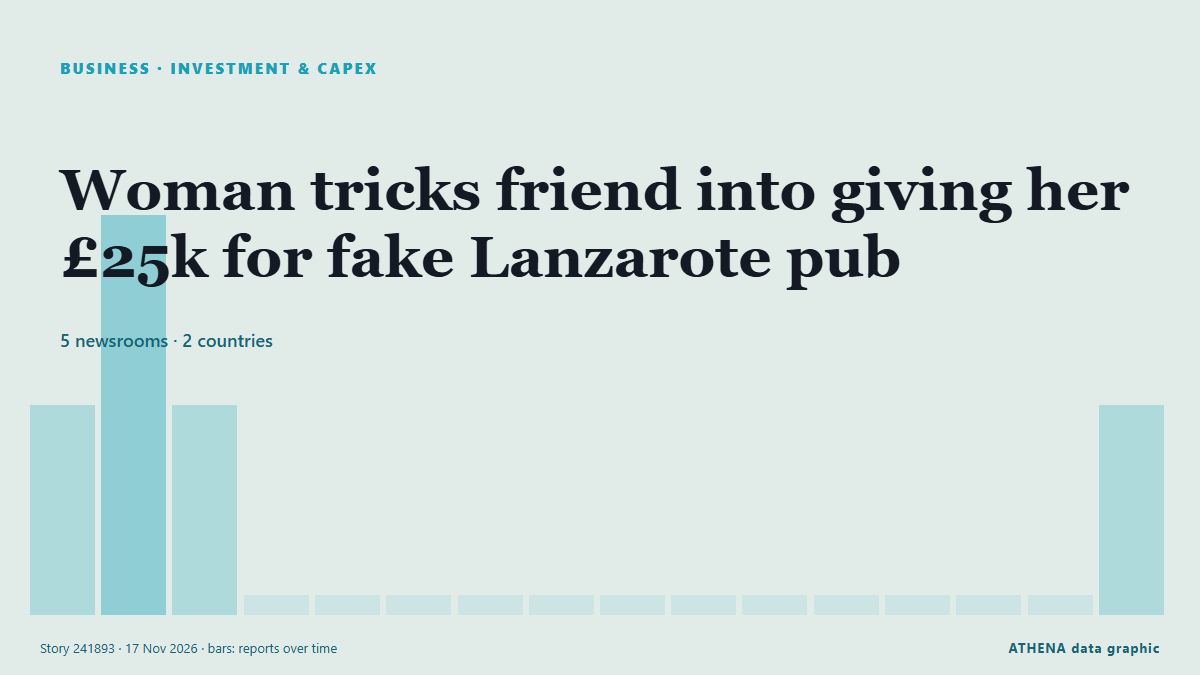 BUSINESS · INVESTMENT & CAPEX
Woman tricks friend into giving her
£25k for fake Lanzarote pub
5 newsrooms · 2 countries
Story 241893 · 17 Nov 2026 · bars: reports over time
ATHENA data graphic